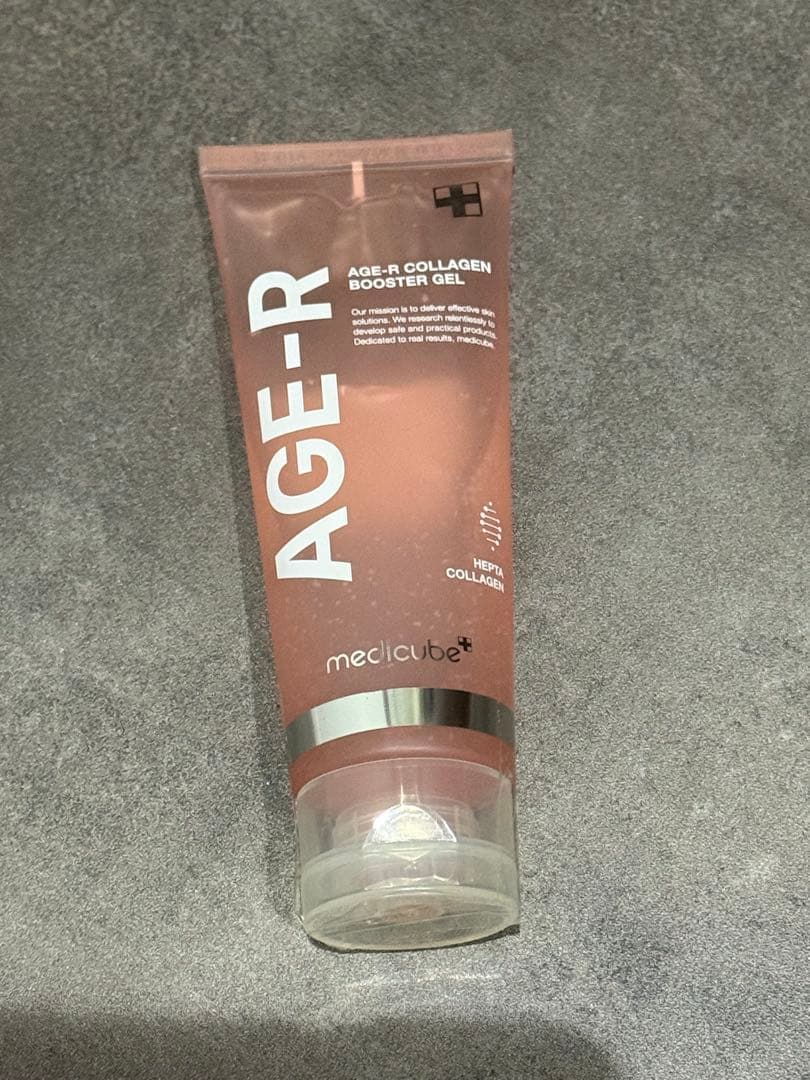 AGE-R
AGE-R COLLAGEN
BOOSTER GEL
Our mission is to deliver effective skin
solutions. We research relentlessly to
develop safe and practical products.
Dedicated to real results, medicube.
HEPTA
COLLAGEN
medicube